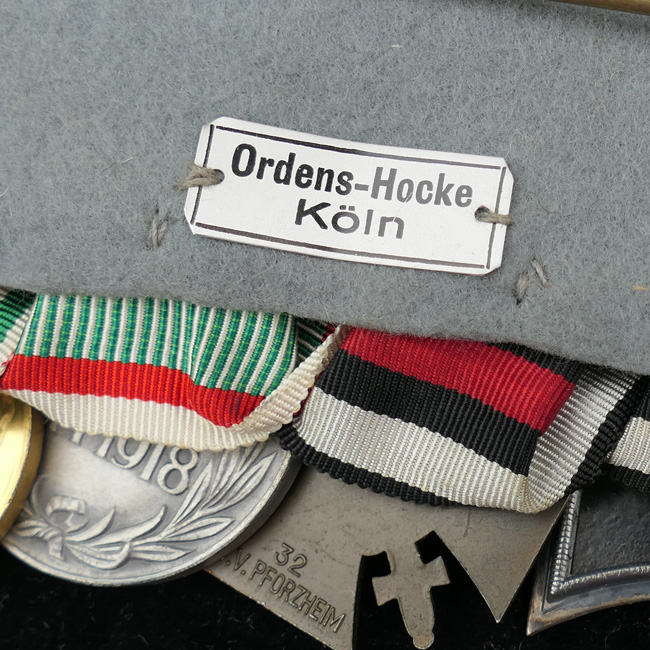 Ordens-Hocke
Köln
1918
32
.V. PFORZHEIM